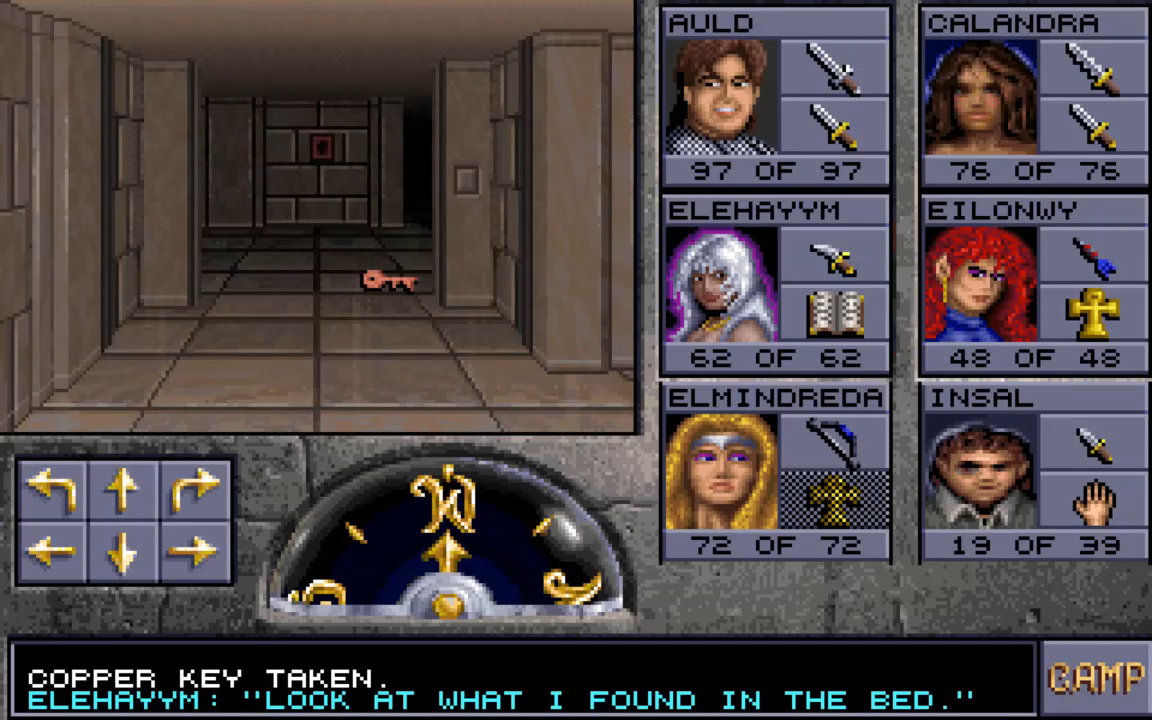 AULD
CALANDRA
97 OF 97
76 OF 76
ELEHAYYM
EILONWY
62 OF 62
48 OF 48
ELMINDREDA
INSAL
72 OF 72
19 OF 39
W
COPPER KEY TAKEN.
ELEHAYYM: "LOOK AT WHAT I FOUND IN THE BED."
CAMP